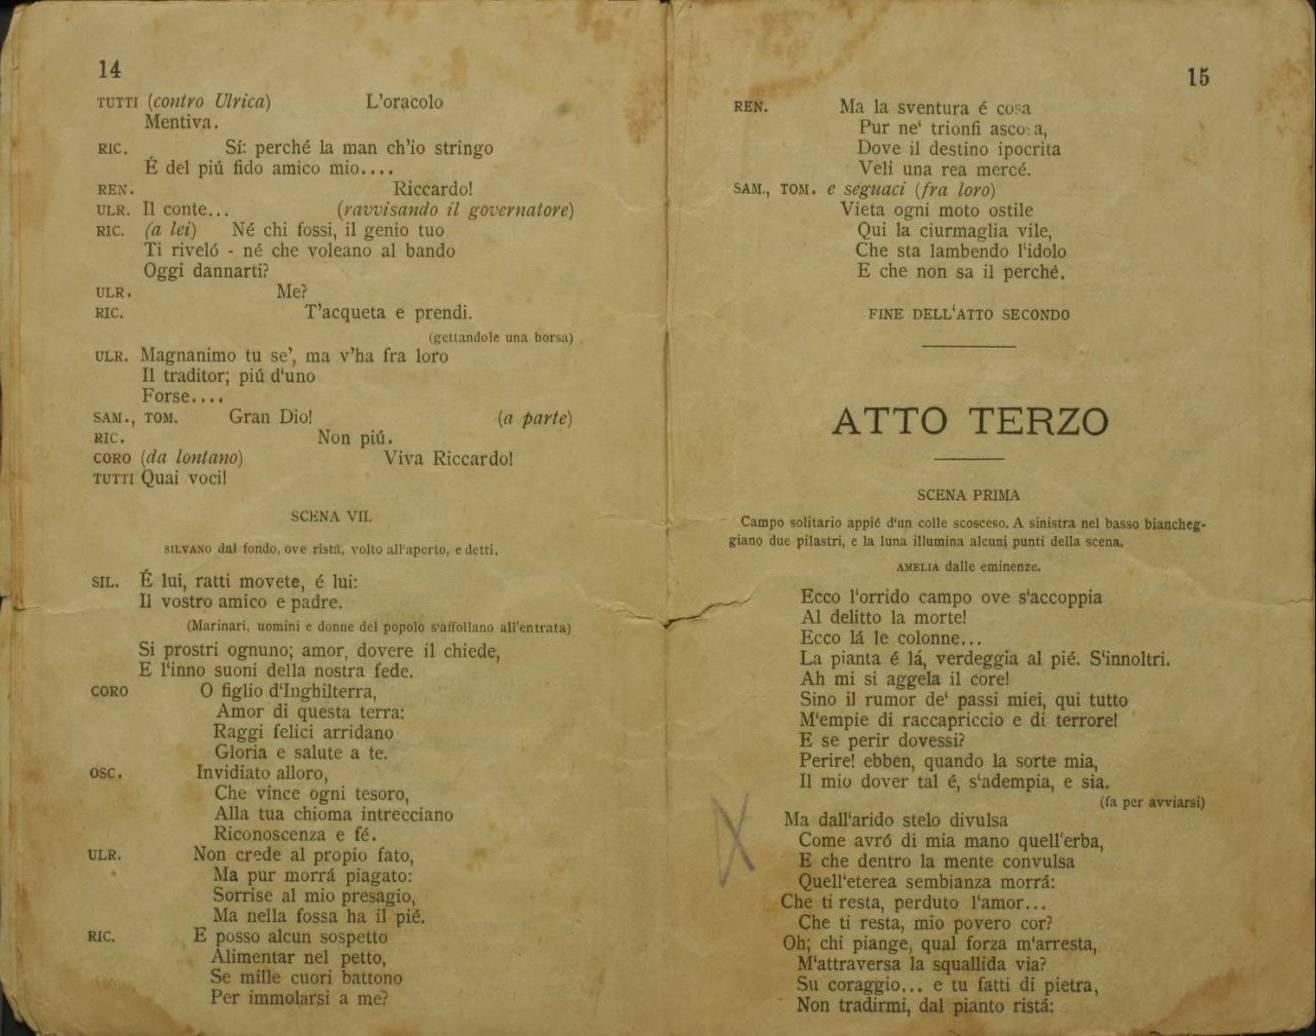 14
TUTTI (contro Ulrica) L'oracolo
Mentiva.
RIC. Sí: perché la man ch'io stringo
É del piú fido amico mio....
REN. Riccardo!
ULR. Il conte... (ravvisando il governatore)
RIC. (a lei) Né chi fossi, il genio tuo
Ti riveló - né che voleano al bando
Oggi dannarti?
ULR. Me?
RIC. T'acqueta e prendi.
(gettandole una borsa)
ULR. Magnanimo tu se', ma v'ha fra loro
Il traditor; piú d'uno
Forse....
SAM., TOM. Gran Dio! (a parte)
RIC. Non piú.
CORO (da lontano) Viva Riccardo!
TUTTI Quai voci!
SCENA VII.
SILVANO dal fondo, ove ristá, volto all'aperto, e detti.
SIL. É lui, ratti movete, é lui:
Il vostro amico e padre.
(Marinari, uomini e donne del popolo s'affollano all'entrata)
Si prostri ognuno; amor, dovere il chiede,
E l'inno suoni della nostra fede.
CORO O figlio d'Inghilterra,
Amor di questa terra:
Raggi felici arridano
Gloria e salute a te.
OSC. Invidiato alloro,
Che vince ogni tesoro,
Alla tua chioma intrecciano
Riconoscenza e fé.
ULR. Non crede al propio fato,
Ma pur morrá piagato:
Sorrise al mio presagio,
Ma nella fossa ha il pié.
RIC. E posso alcun sospetto
Alimentar nel petto,
Se mille cuori battono
Per immolarsi a me?
15
REN. Ma la sventura é cosa
Pur ne' trionfi ascosa,
Dove il destino ipocrita
Veli una rea mercé.
SAM., TOM. e seguaci (fra loro)
Vieta ogni moto ostile
Qui la ciurmaglia vile,
Che sta lambendo l'idolo
E che non sa il perché.
FINE DELL'ATTO SECONDO
ATTO TERZO
SCENA PRIMA
Campo solitario appié d'un colle scosceso. A sinistra nel basso biancheg-
giano due pilastri, e la luna illumina alcuni punti della scena.
AMELIA dalle eminenze.
Ecco l'orrido campo ove s'accoppia
Al delitto la morte!
Ecco lá le colonne...
La pianta é lá, verdeggia al pié. S'innoltri.
Ah mi si aggela il core!
Sino il rumor de' passi miei, qui tutto
M'empie di raccapriccio e di terrore!
E se perir dovessi?
Perire! ebben, quando la sorte mia,
Il mio dover tal é, s'adempia, e sia.
(fa per avviarsi)
Ma dall'arido stelo divulsa
Come avró di mia mano quell'erba,
E che dentro la mente convulsa
Quell'eterea sembianza morrá:
Che ti resta, perduto l'amor...
Che ti resta, mio povero cor?
Oh; chi piange, qual forza m'arresta,
M'attraversa la squallida via?
Su coraggio... e tu fatti di pietra,
Non tradirmi, dal pianto ristá: